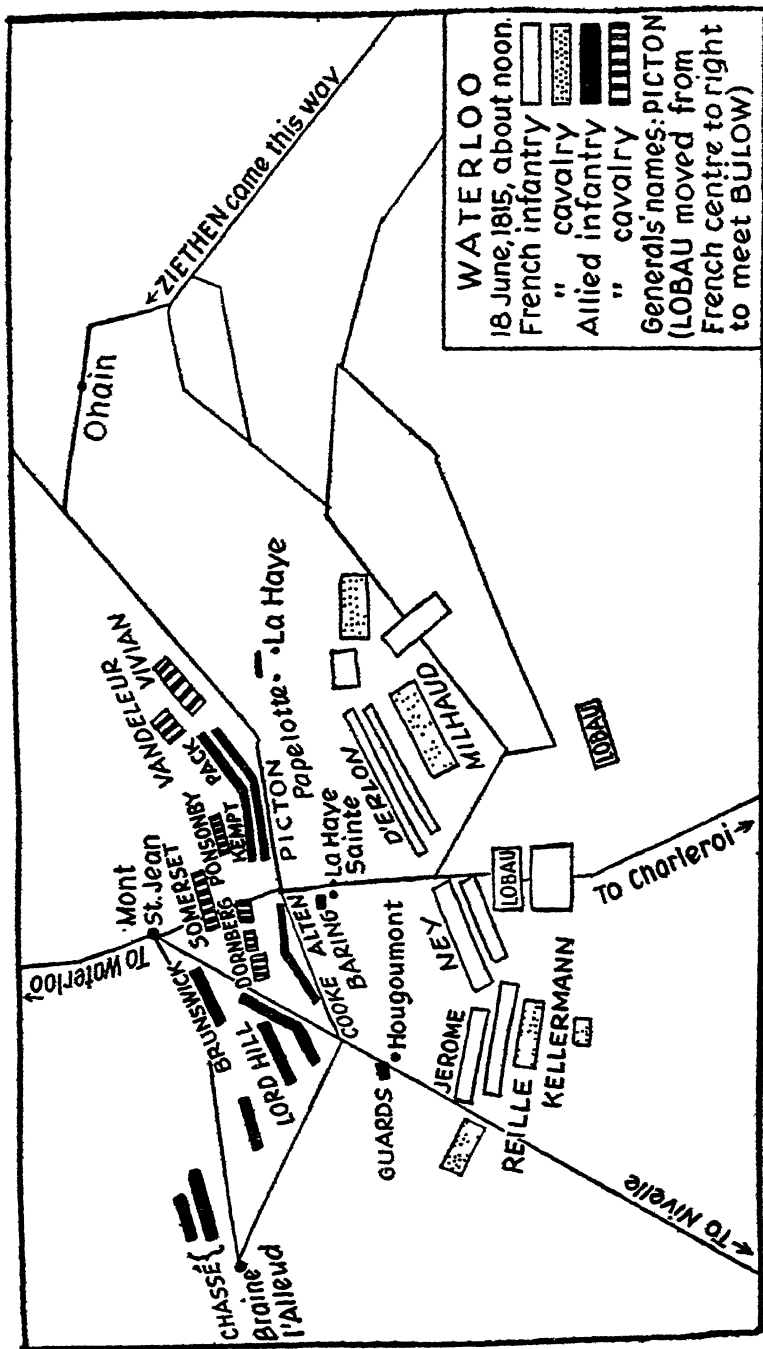 WATERLOO
18 June, 1815, about noon.
French infantry
" cavalry
Allied infantry
" cavalry
Generals' names: PICTON
(LOBAU moved from
French centre to right
to meet BULOW)
← ZIETHEN came this way
Ohain
VANDELEUR
VIVIAN
PACK
La Haye
Papelotte
PICTON
KEMPT
PONSONBY
SOMERSET
Mont
St. Jean
To Waterloo
DORNBERG
BRUNSWICK
LORD HILL
CHASSÉ {
Braine
l'Alleud
COOKE
ALTEN
BARING
La Haye
Sainte
Hougoumont
GUARDS
D'ERLON
MILHAUD
LOBAU
LOBAU
NEY
JEROME
REILLE
KELLERMANN
To Charleroi →
← To Nivelle